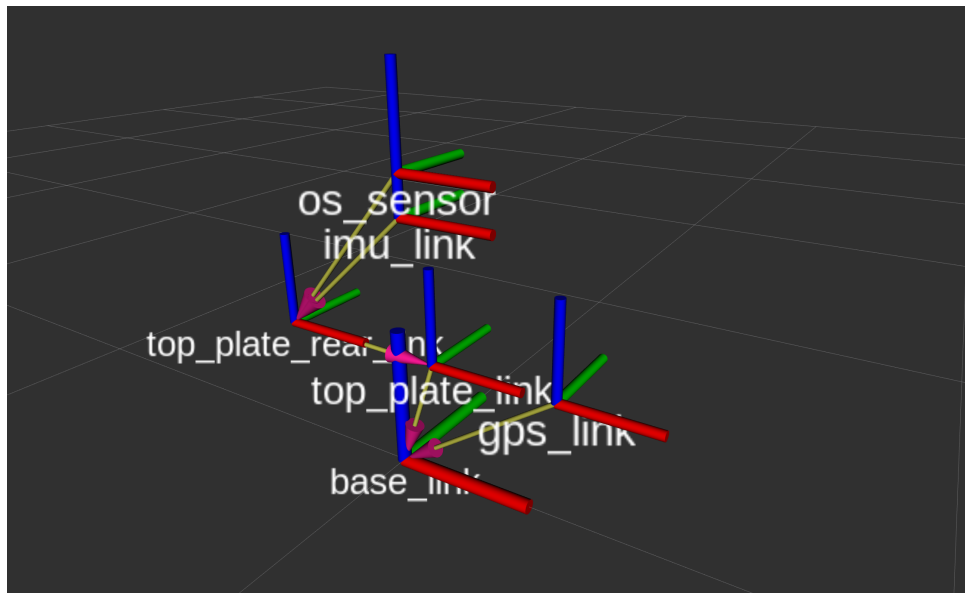 os_sensor
imu_link
top_plate_rear_link
top_plate_link
gps_link
base_link